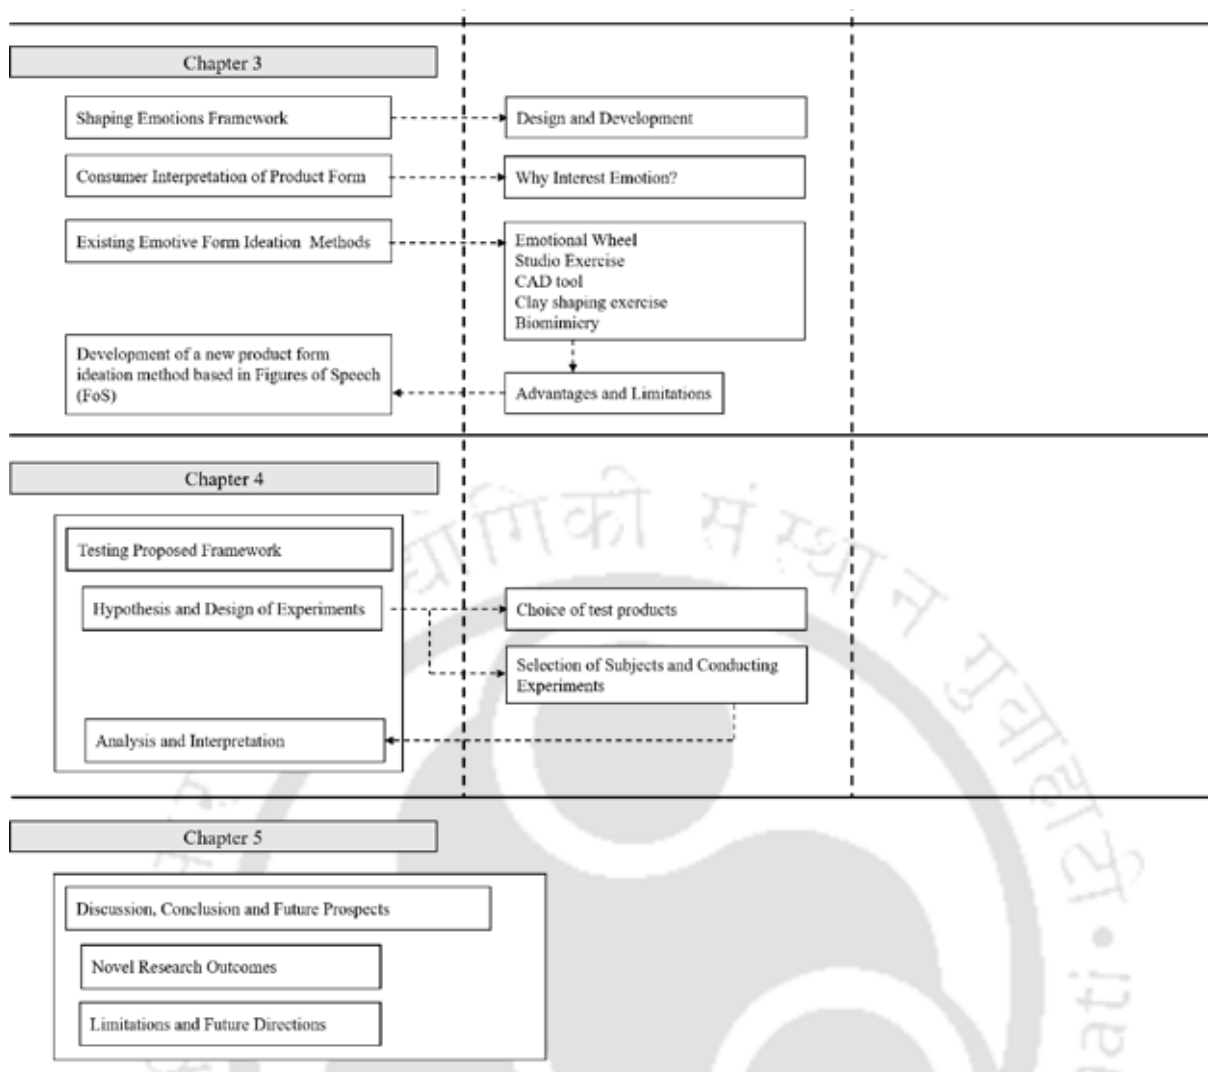 Chapter 3
Shaping Emotions Framework
Design and Development
Consumer Interpretation of Product Form
Why Interest Emotion?
Existing Emotive Form Ideation Methods
Emotional Wheel
Studio Exercise
CAD tool
Clay shaping exercise
Biomimicry
Development of a new product form
ideation method based in Figures of Speech
(FoS)
Advantages and Limitations
Chapter 4
Testing Proposed Framework
Hypothesis and Design of Experiments
Choice of test products
Selection of Subjects and Conducting
Experiments
Analysis and Interpretation
Chapter 5
Discussion, Conclusion and Future Prospects
Novel Research Outcomes
Limitations and Future Directions
संस्थान गुवाहाटी